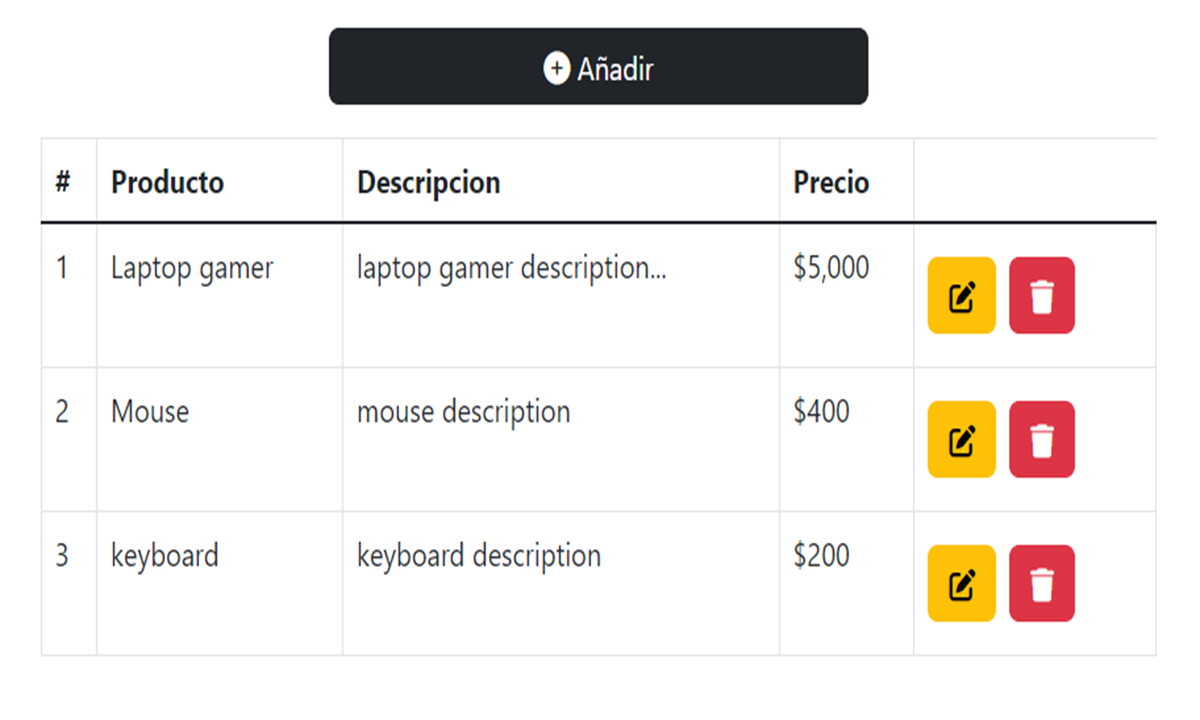 Añadir
# Producto Descripcion Precio
1 Laptop gamer laptop gamer description... $5,000
2 Mouse mouse description $400
3 keyboard keyboard description $200